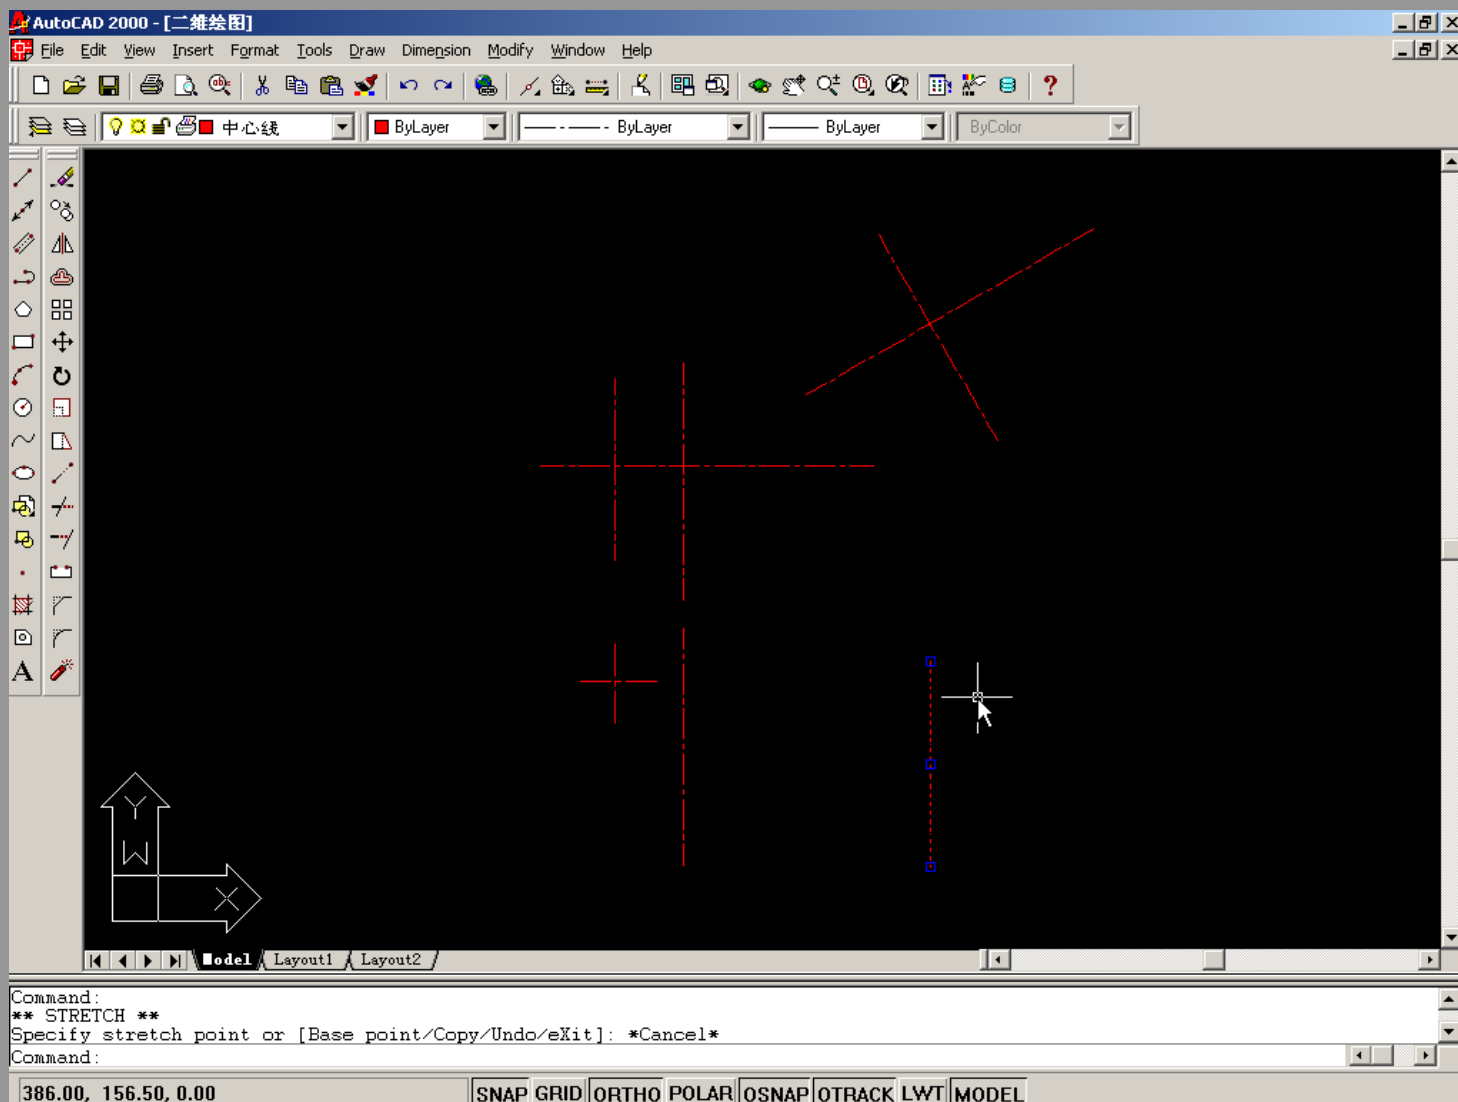 AutoCAD 2000 - [二维绘图]
File Edit View Insert Format Tools Draw Dimension Modify Window Help
中心线 ByLayer ByLayer ByLayer ByColor
A
Y
W
X
Model Layout1 Layout2
Command:
** STRETCH **
Specify stretch point or [Base point/Copy/Undo/eXit]: *Cancel*
Command:
386.00, 156.50, 0.00 SNAP GRID ORTHO POLAR OSNAP OTRACK LWT MODEL